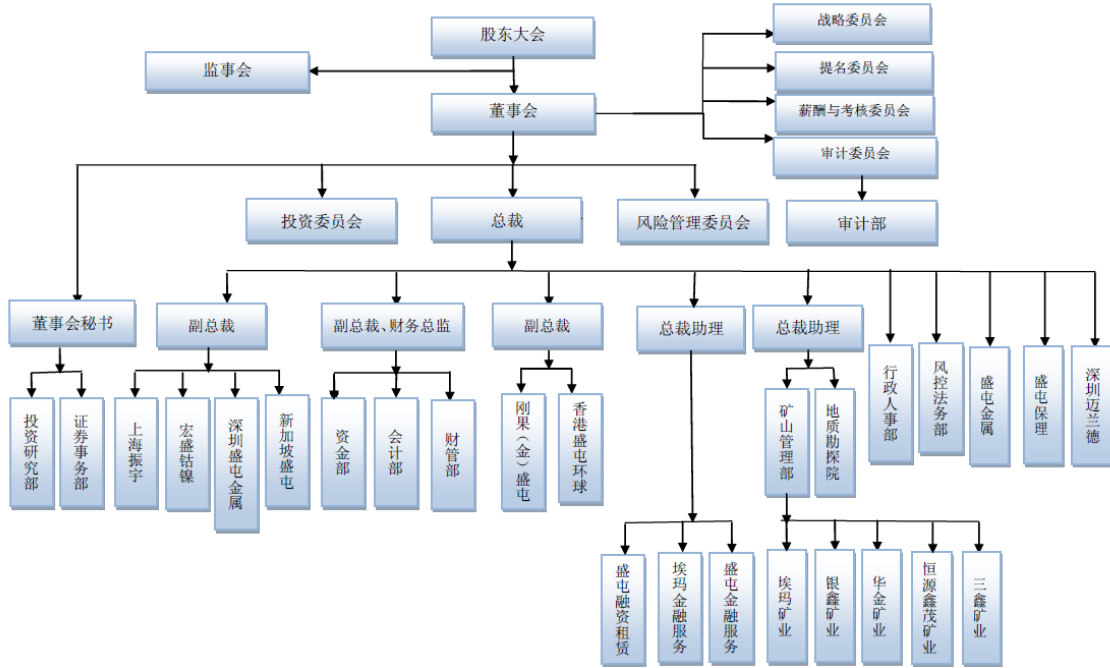 股东大会
战略委员会
监事会
提名委员会
董事会
薪酬与考核委员会
审计委员会
投资委员会
总裁
风险管理委员会
审计部
董事会秘书
副总裁
副总裁、财务总监
副总裁
总裁助理
总裁助理
行政人事部
风控法务部
盛屯金属
盛屯保理
深圳迈兰德
投资研究部
证券事务部
上海振宇
宏盛钴镍
深圳盛屯金属
新加坡盛屯
资金部
会计部
财管部
刚果（金）盛屯
香港盛屯环球
矿山管理部
地质勘探院
盛屯融资租赁
埃玛金融服务
盛屯金融服务
埃玛矿业
银鑫矿业
华金矿业
恒源鑫茂矿业
三鑫矿业